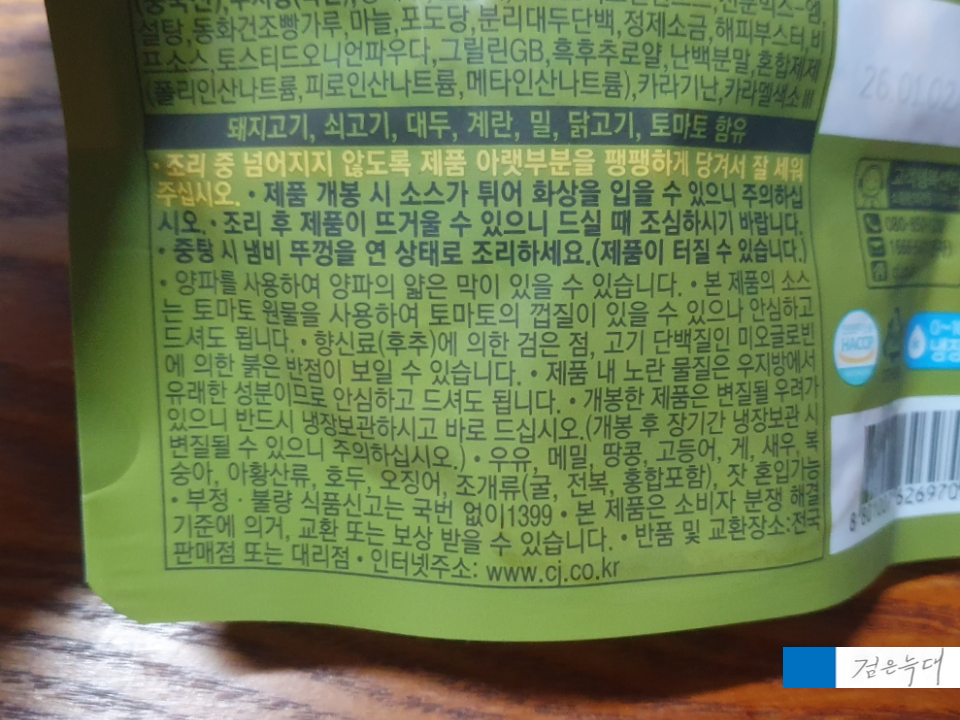 설탕,동화건조빵가루,마늘,포도당,분리대두단백,정제소금,해피부스터,비
프소스,토스티드오니언파우다,그릴린GB,흑후추로얄,난백분말,혼합제제
(폴리인산나트륨,피로인산나트륨,메타인산나트륨),카라기난,카라멜색소III
돼지고기, 쇠고기, 대두, 계란, 밀, 닭고기, 토마토 함유
• 조리 중 넘어지지 않도록 제품 아랫부분을 팽팽하게 당겨서 잘 세워
주십시오. • 제품 개봉 시 소스가 튀어 화상을 입을 수 있으니 주의하십
시오. • 조리 후 제품이 뜨거울 수 있으니 드실 때 조심하시기 바랍니다.
• 중탕 시 냄비 뚜껑을 연 상태로 조리하세요.(제품이 터질 수 있습니다.)
• 양파를 사용하여 양파의 얇은 막이 있을 수 있습니다. • 본 제품의 소스
는 토마토 원물을 사용하여 토마토의 껍질이 있을 수 있으나 안심하고
드셔도 됩니다. • 향신료(후추)에 의한 검은 점, 고기 단백질인 미오글로빈
에 의한 붉은 반점이 보일 수 있습니다. • 제품 내 노란 물질은 우지방에서
유래한 성분이므로 안심하고 드셔도 됩니다. • 개봉한 제품은 변질될 우려가
있으니 반드시 냉장보관하시고 바로 드십시오.(개봉 후 장기간 냉장보관 시
변질될 수 있으니 주의하십시오.) • 우유, 메밀, 땅콩, 고등어, 게, 새우, 복
숭아, 아황산류, 호두, 오징어, 조개류(굴, 전복, 홍합포함), 잣 혼입가능
• 부정 · 불량 식품신고는 국번 없이1399 • 본 제품은 소비자 분쟁 해결
기준에 의거, 교환 또는 보상 받을 수 있습니다. • 반품 및 교환장소:전국
판매점 또는 대리점 • 인터넷주소: www.cj.co.kr
26.01.02
HACCP
0~10
냉장
검은늑대